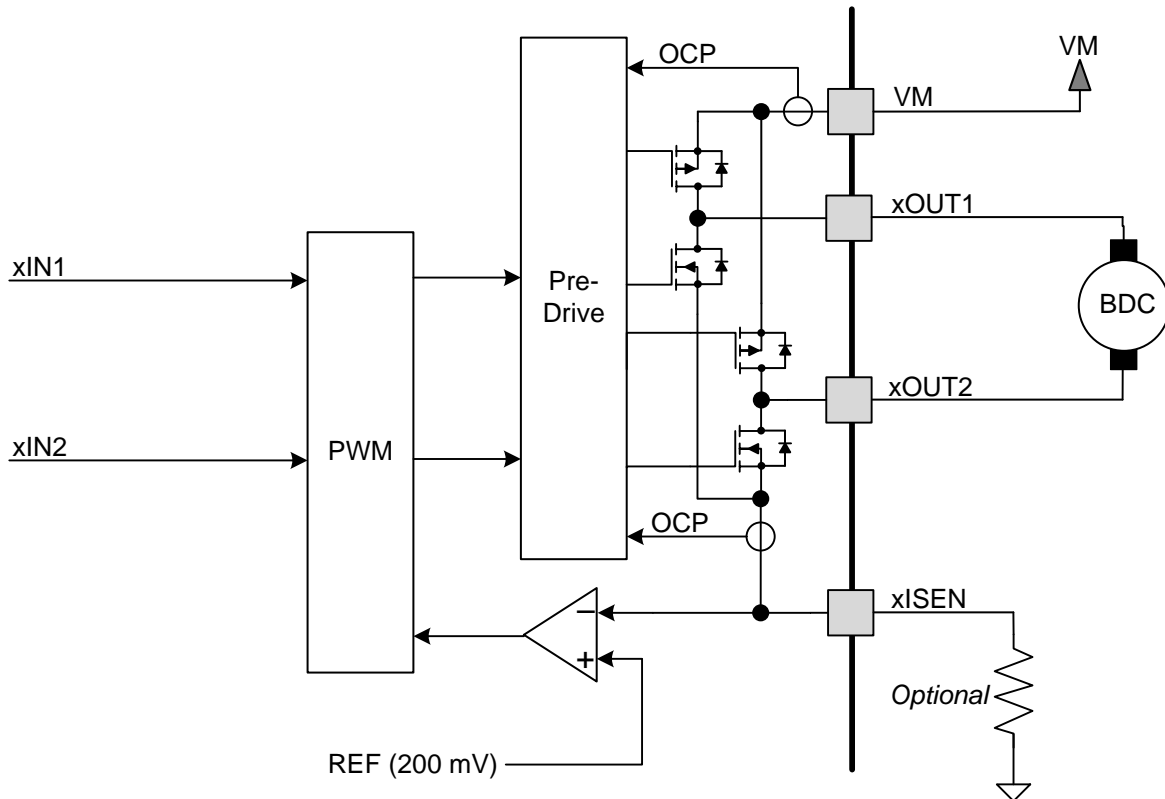 OCP
VM
VM
xOUT1
xIN1
Pre-
Drive
BDC
xOUT2
xIN2
PWM
OCP
xISEN
−
+
Optional
REF (200 mV)